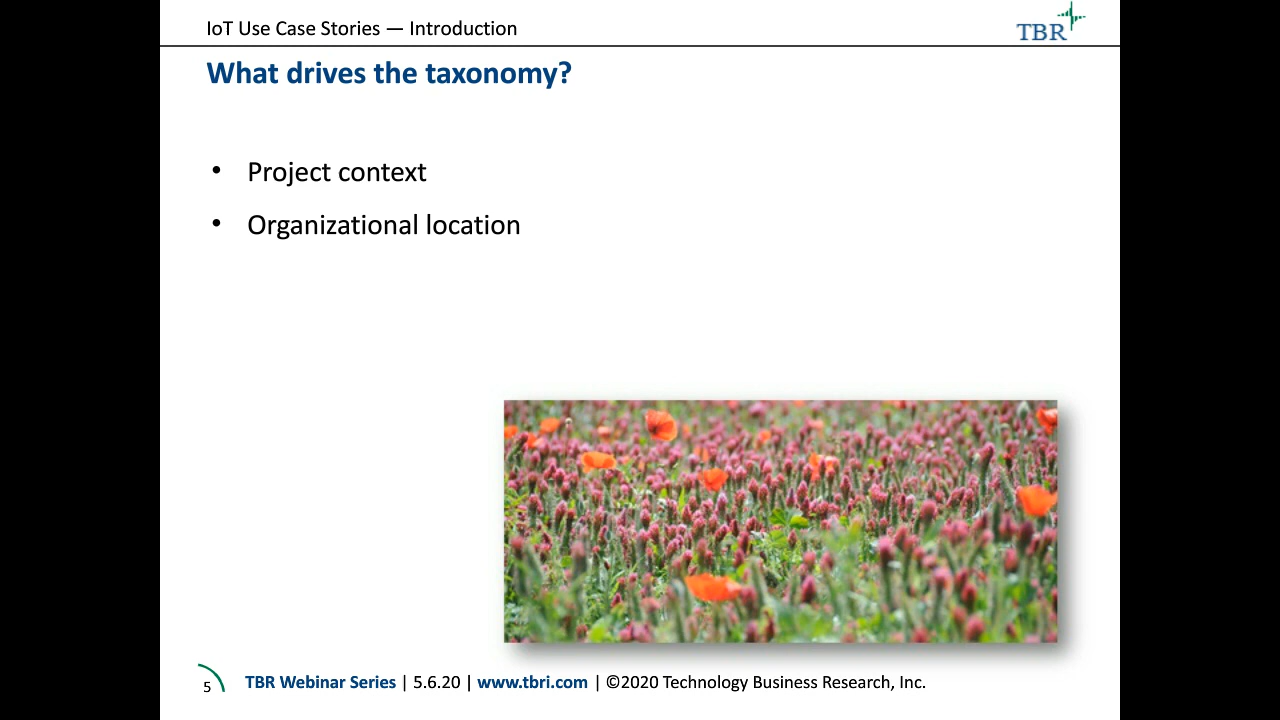 IoT Use Case Stories — Introduction
TBR
What drives the taxonomy?
• Project context
• Organizational location
5
TBR Webinar Series | 5.6.20 | www.tbri.com | ©2020 Technology Business Research, Inc.